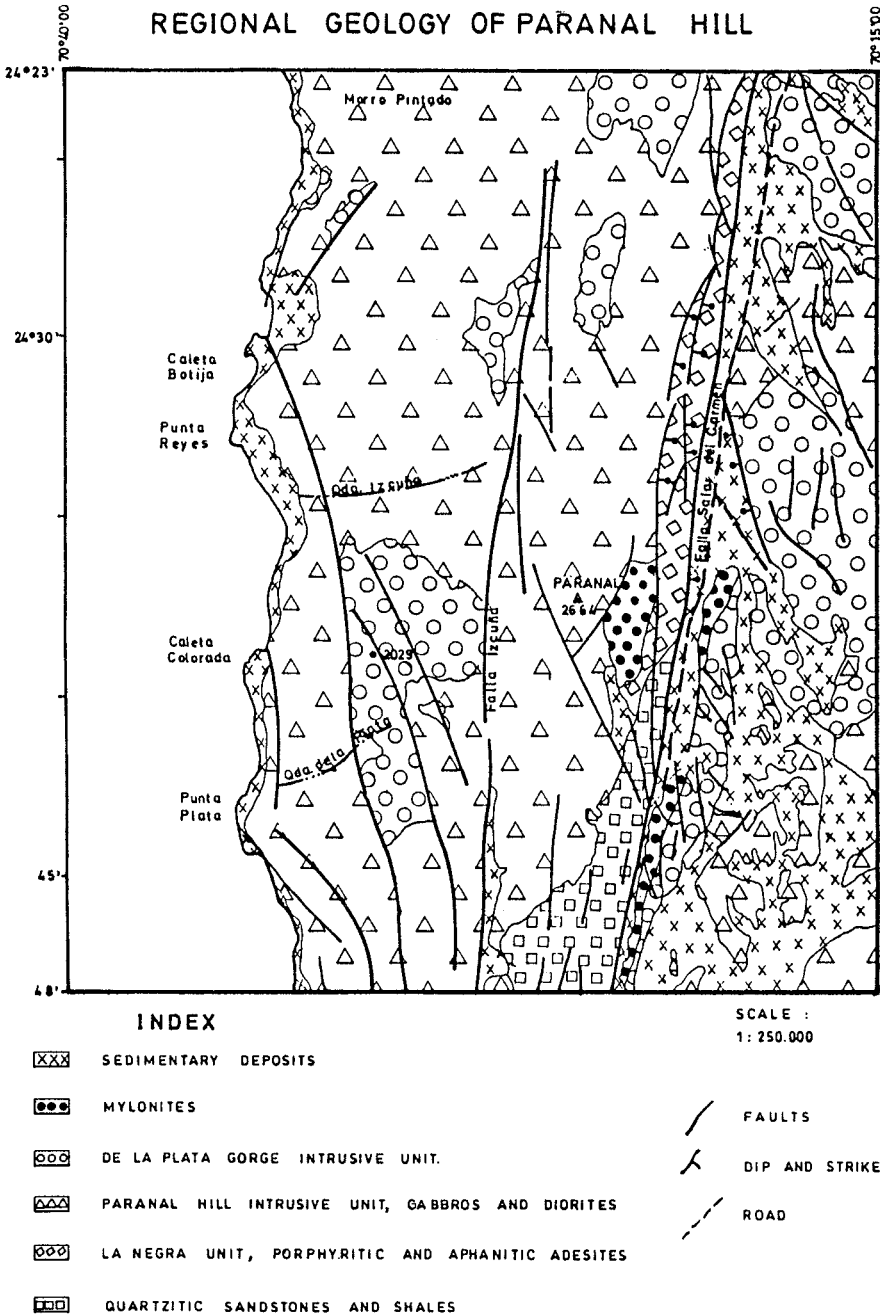 REGIONAL GEOLOGY OF PARANAL HILL
70°40'00
70°15'00
24°23'
Morro Pintado
24°30'
Caleta
Botija
Punta
Reyes
Qda. Izcuña
Falla Salar del Carmen
PARANAL
2664
Caleta
Colorada
2029
Falla Izcuña
Qda de la Plata
Punta
Plata
45'
48'
INDEX
SCALE :
1: 250.000
XXX SEDIMENTARY DEPOSITS
MYLONITES
DE LA PLATA GORGE INTRUSIVE UNIT.
PARANAL HILL INTRUSIVE UNIT, GABBROS AND DIORITES
LA NEGRA UNIT, PORPHYRITIC AND APHANITIC ADESITES
QUARTZITIC SANDSTONES AND SHALES
FAULTS
DIP AND STRIKE
ROAD